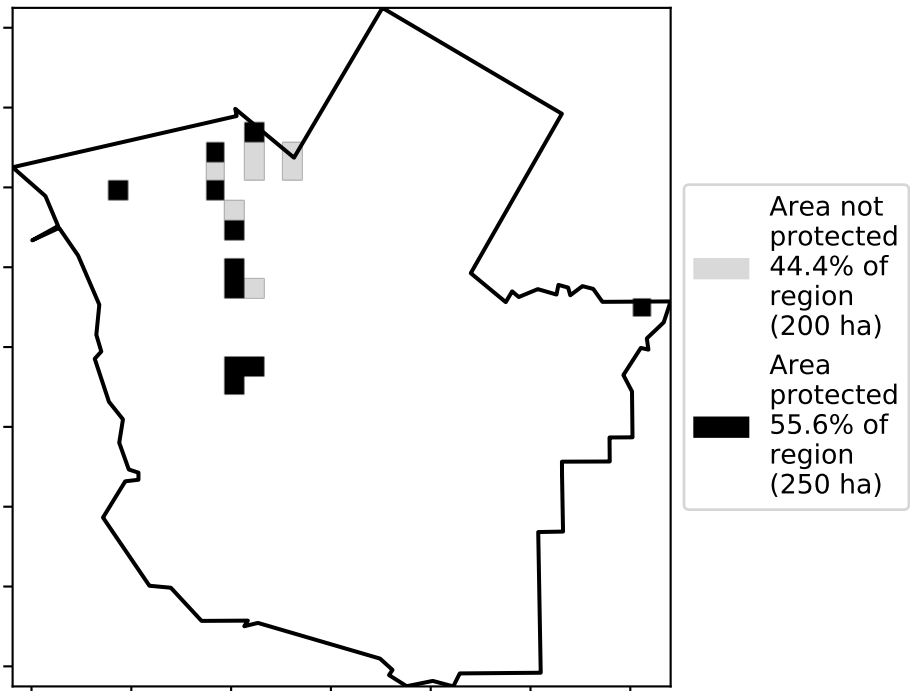 Area not
protected
44.4% of
region
(200 ha)
Area
protected
55.6% of
region
(250 ha)